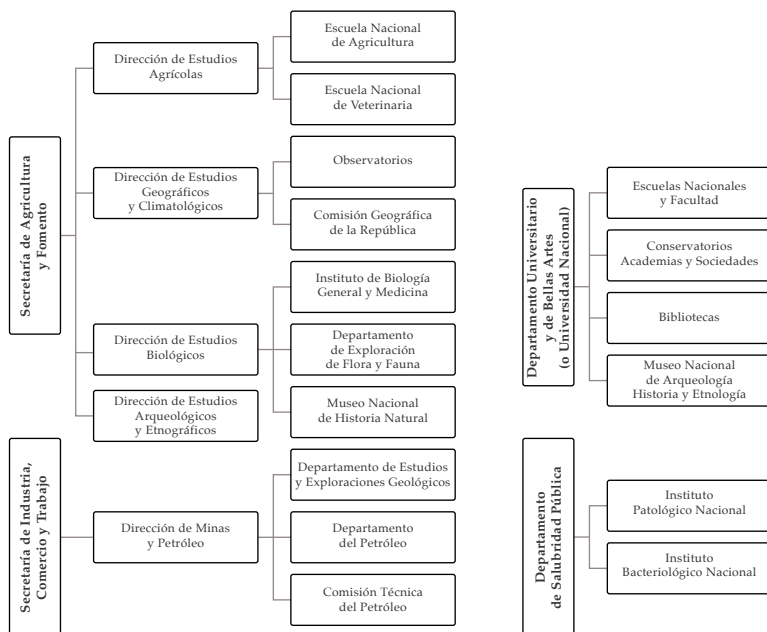 Secretaría de Agricultura
y Fomento
Dirección de Estudios
Agrícolas
Escuela Nacional
de Agricultura
Escuela Nacional
de Veterinaria
Dirección de Estudios
Geográficos
y Climatológicos
Observatorios
Comisión Geográfica
de la República
Dirección de Estudios
Biológicos
Instituto de Biología
General y Medicina
Departamento
de Exploración
de Flora y Fauna
Museo Nacional
de Historia Natural
Dirección de Estudios
Arqueológicos
y Etnográficos
Secretaría de Industria,
Comercio y Trabajo
Dirección de Minas
y Petróleo
Departamento de Estudios
y Exploraciones Geológicos
Departamento
del Petróleo
Comisión Técnica
del Petróleo
Departamento Universitario
y de Bellas Artes
(o Universidad Nacional)
Escuelas Nacionales
y Facultad
Conservatorios
Academias y Sociedades
Bibliotecas
Museo Nacional
de Arqueología
Historia y Etnología
Departamento
de Salubridad Pública
Instituto
Patológico Nacional
Instituto
Bacteriológico Nacional